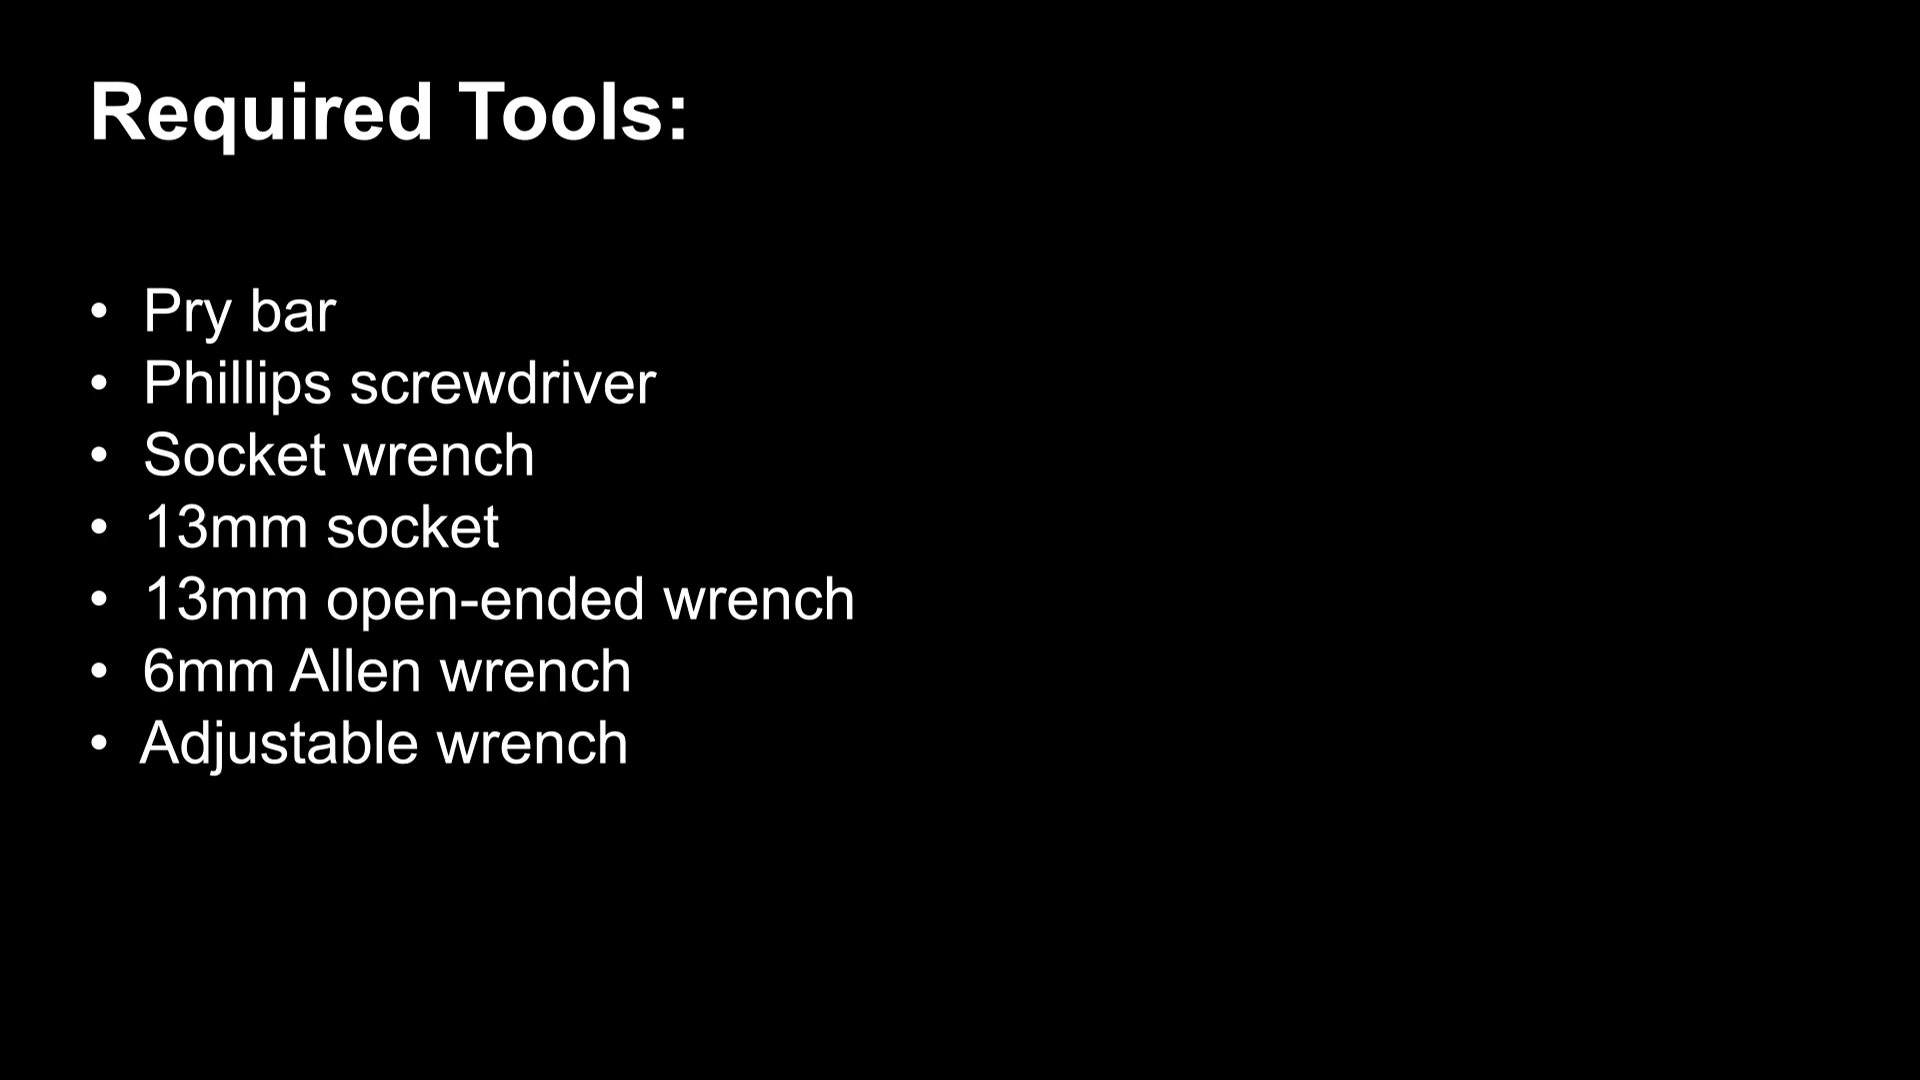 Required Tools:
• Pry bar
• Phillips screwdriver
• Socket wrench
• 13mm socket
• 13mm open-ended wrench
• 6mm Allen wrench
• Adjustable wrench